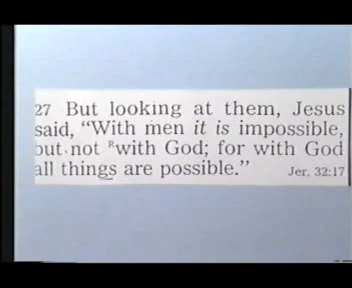 27 But looking at them, Jesus
said, “With men it is impossible,
but not ᴿwith God; for with God
all things are possible.” Jer. 32:17